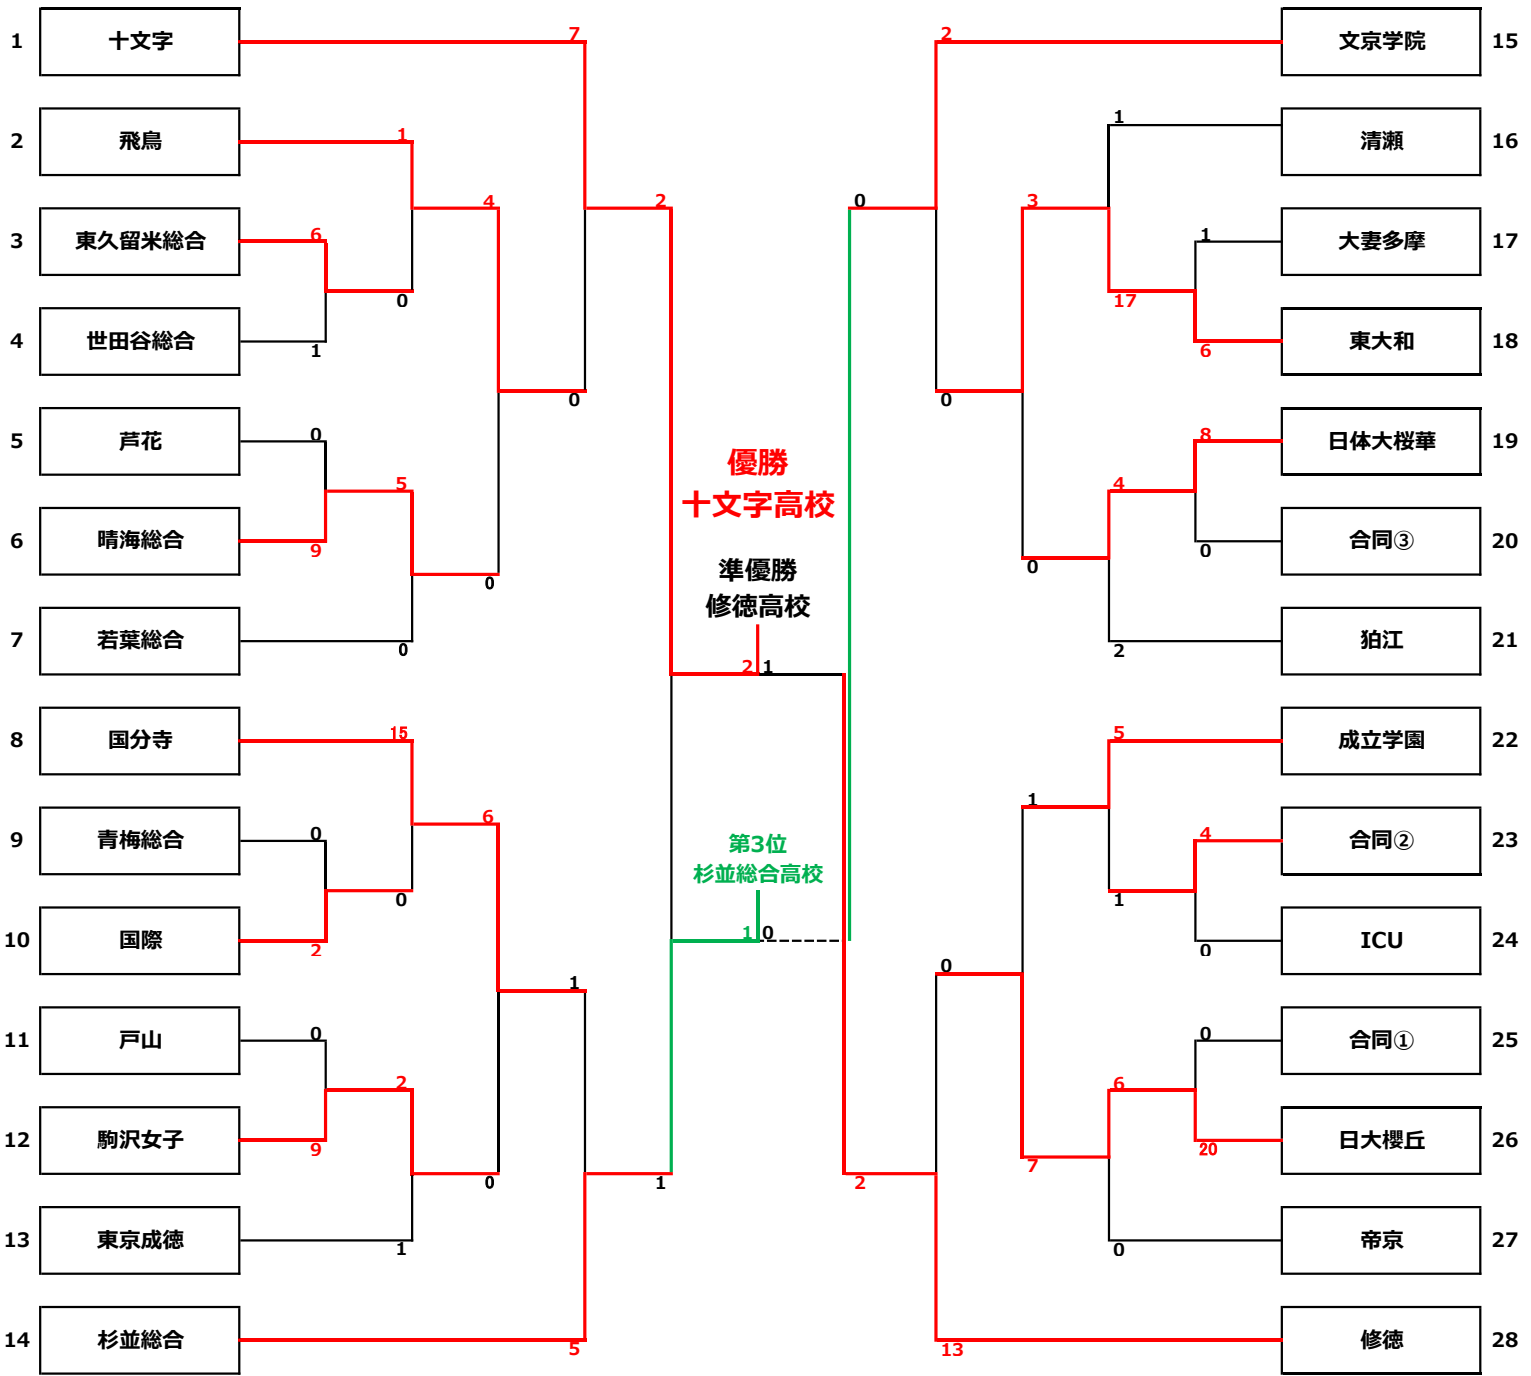 1 十文字 7
2 飛鳥 1
4
2
3 東久留米総合 6
0
4 世田谷総合 1
0
5 芦花 0
5
6 晴海総合 9
0
7 若葉総合 0
8 国分寺 15
6
9 青梅総合 0
0
10 国際 2
1
11 戸山 0
2
12 駒沢女子 9
0
1
13 東京成徳 1
14 杉並総合 5
優勝
十文字高校
準優勝
修徳高校
2 1
第3位
杉並総合高校
1 0
2 文京学院 15
1 清瀬 16
0
3
1 大妻多摩 17
17
6 東大和 18
0
8 日体大桜華 19
4
0 合同③ 20
0
2 狛江 21
5 成立学園 22
1
4 合同② 23
1
0 ICU 24
0
0 合同① 25
6
20 日大櫻丘 26
7
2
0 帝京 27
13 修徳 28